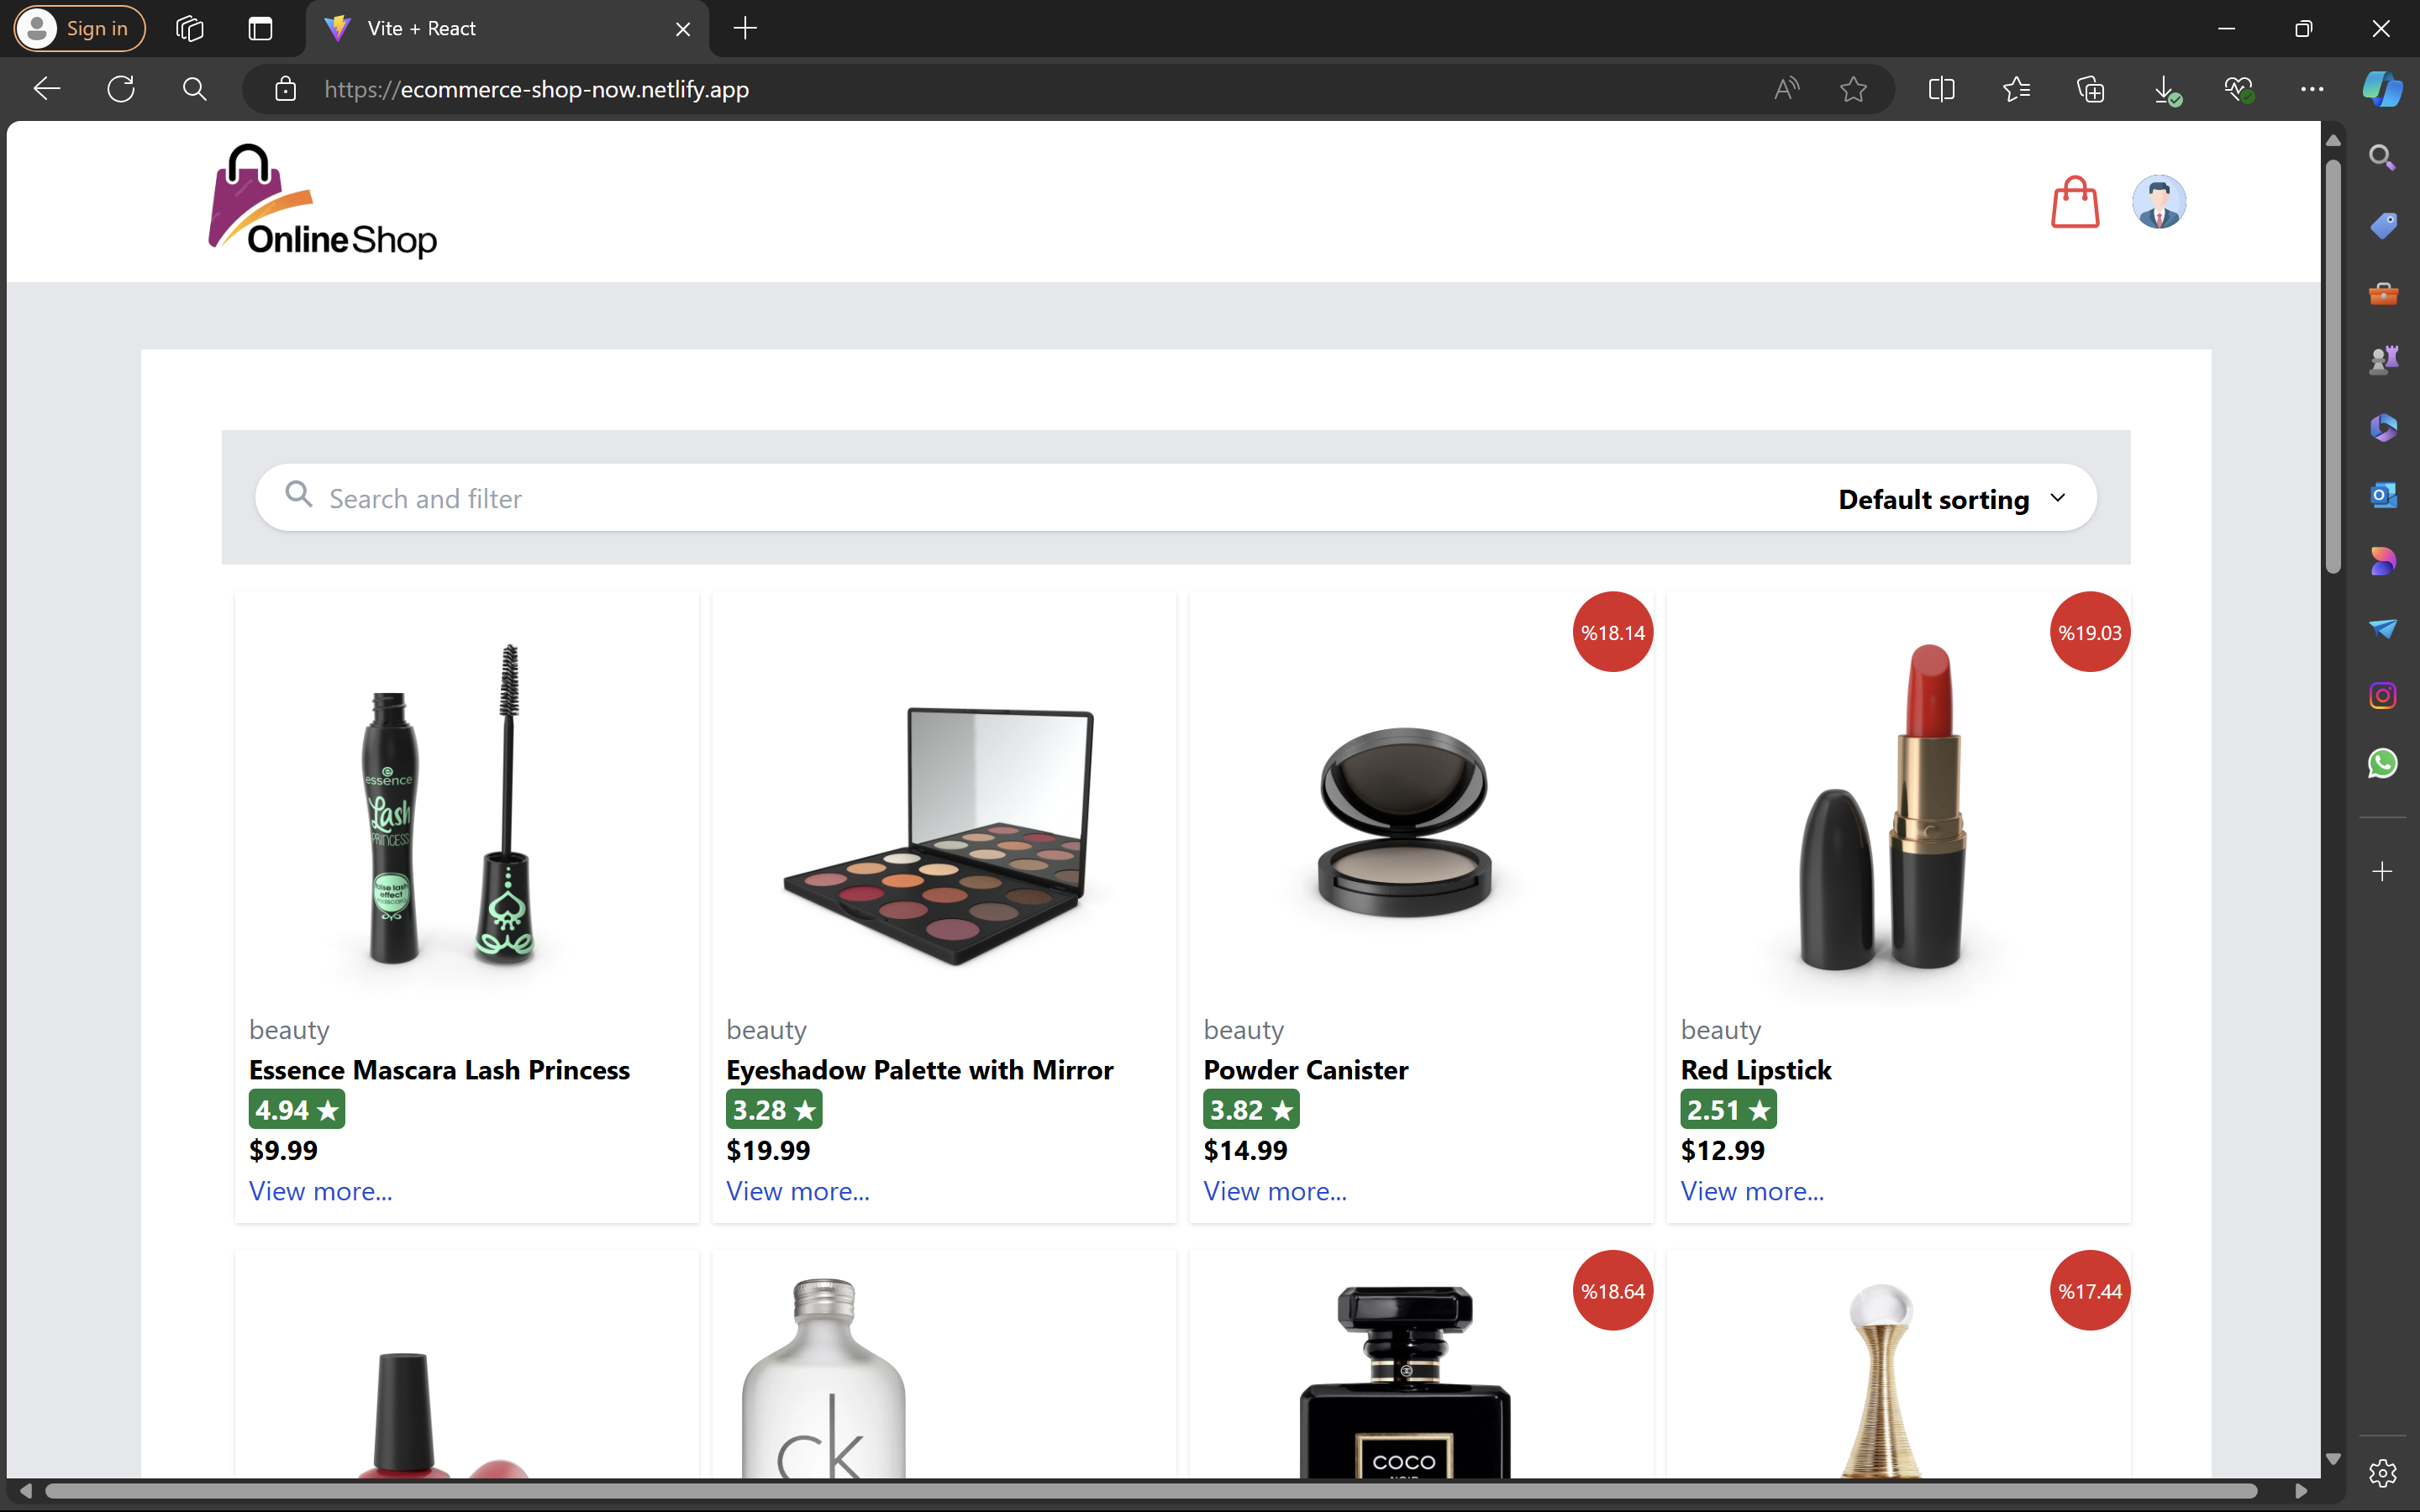 Sign in
Vite + React
https://ecommerce-shop-now.netlify.app
Online Shop
Search and filter
Default sorting
%18.14
%19.03
essence
Lash
PRINCESS
false lash
effect
mascara
beauty
Essence Mascara Lash Princess
4.94 ★
$9.99
View more...
beauty
Eyeshadow Palette with Mirror
3.28 ★
$19.99
View more...
beauty
Powder Canister
3.82 ★
$14.99
View more...
beauty
Red Lipstick
2.51 ★
$12.99
View more...
%18.64
%17.44
ck
COCO